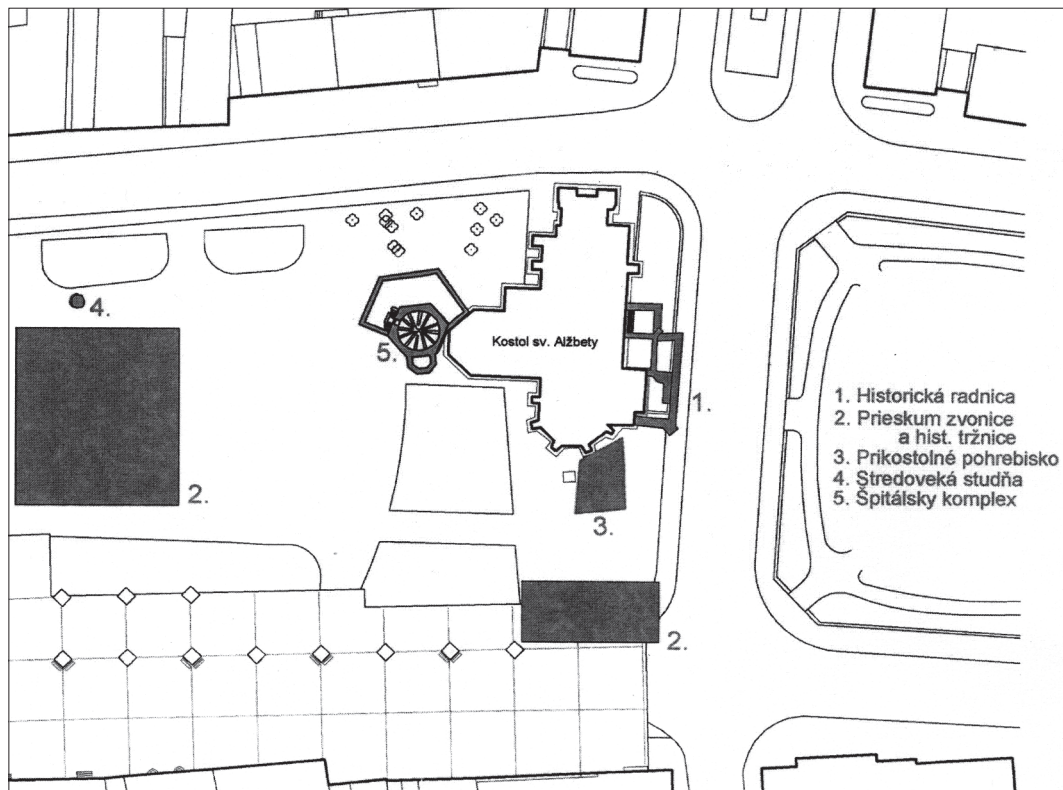 4.
Kostol sv. Alžbety
5.
1.
1. Historická radnica
2. Prieskum zvonice
a hist. tržnice
3. Prikostolné pohrebisko
4. Stredoveká studňa
5. Špitálsky komplex
2.
3.
2.